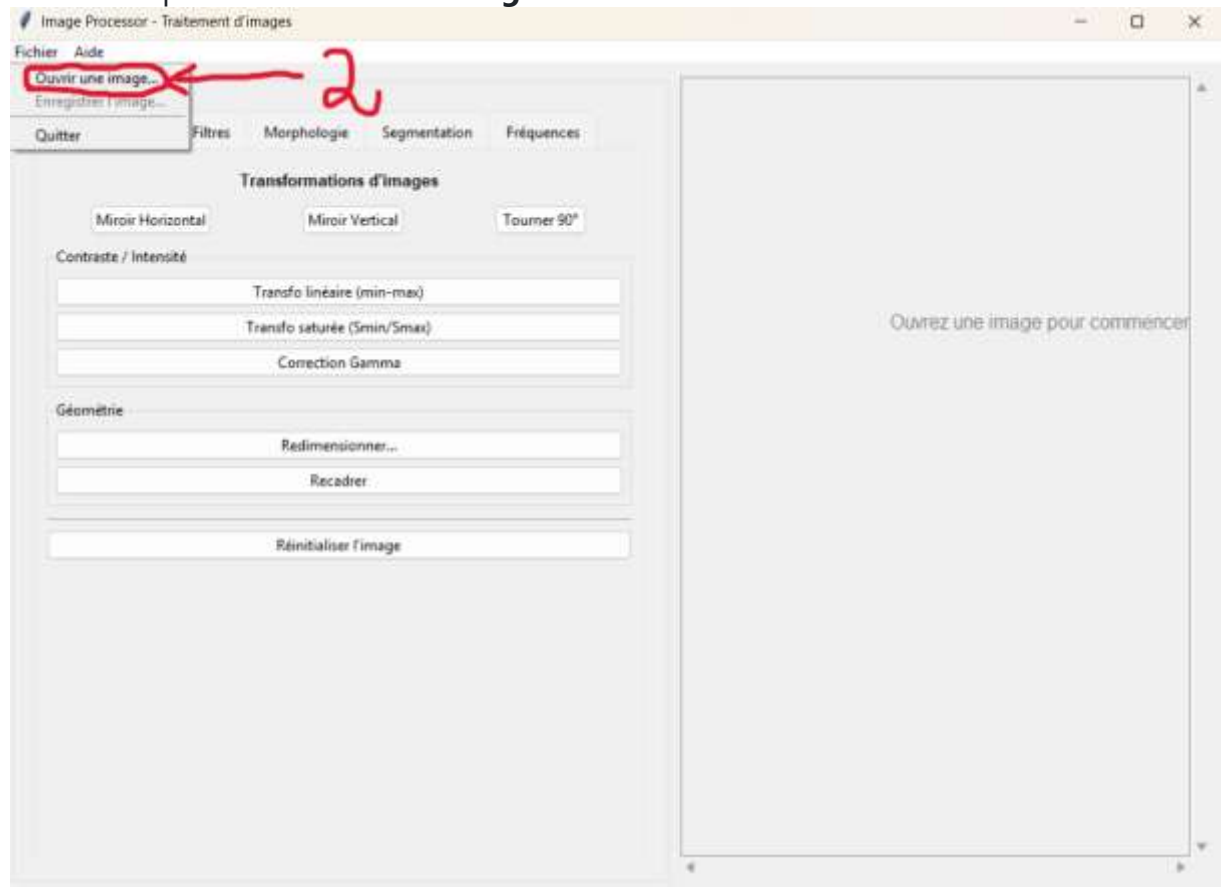 Image Processor - Traitement d'images
Fichier Aide
Ouvrir une image...
2
Enregistrer l'image...
Quitter
Filtres Morphologie Segmentation Fréquences
Transformations d'images
Miroir Horizontal Miroir Vertical Tourner 90°
Contraste / Intensité
Transfo linéaire (min-max)
Transfo saturée (Smin/Smax)
Ouvrez une image pour commencer
Correction Gamma
Géométrie
Redimensionner...
Recadrer
Réinitialiser l'image